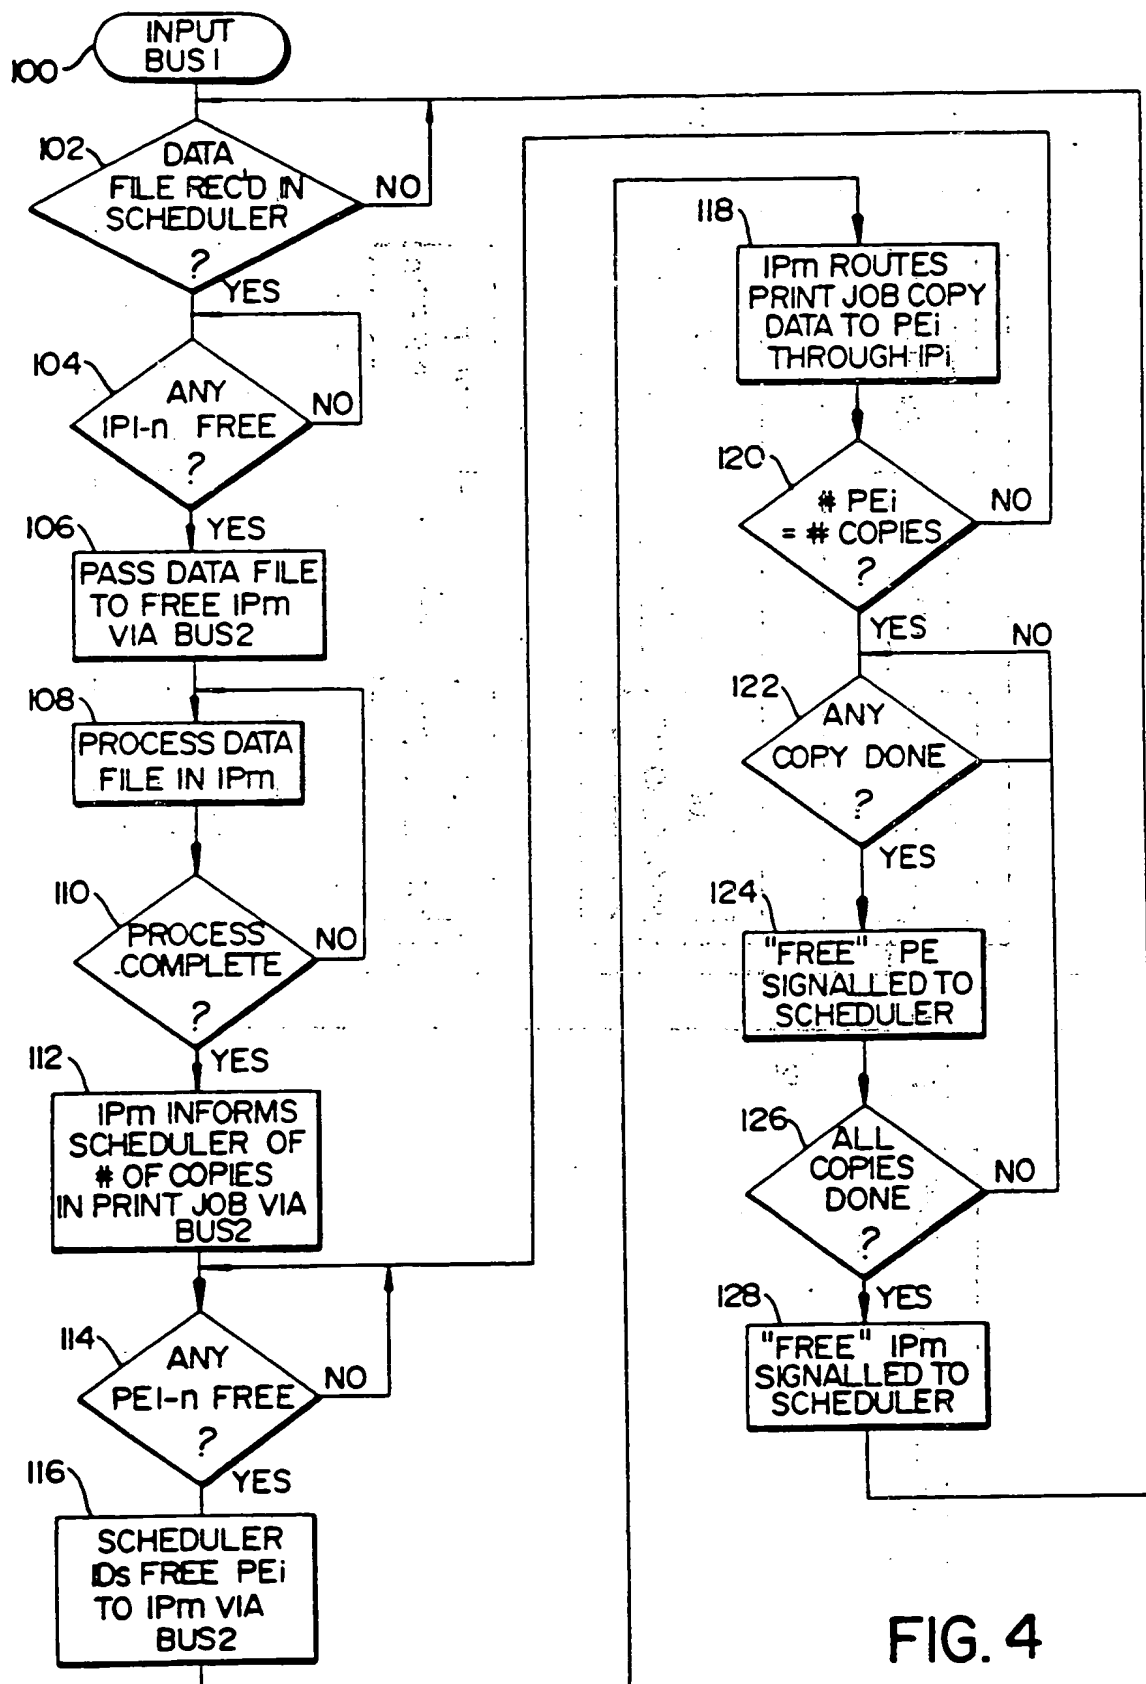 INPUT
BUS1
100
102
DATA
FILE REC'D IN
SCHEDULER
?
NO
YES
104
ANY
IP1-n FREE
?
NO
YES
106
PASS DATA FILE
TO FREE IPm
VIA BUS2
108
PROCESS DATA
FILE IN IPm
110
PROCESS
COMPLETE
?
NO
YES
112
IPm INFORMS
SCHEDULER OF
# OF COPIES
IN PRINT JOB VIA
BUS2
114
ANY
PE1-n FREE
?
NO
YES
116
SCHEDULER
IDs FREE PEi
TO IPm VIA
BUS2
118
IPm ROUTES
PRINT JOB COPY
DATA TO PEi
THROUGH IPi
120
# PEi
= # COPIES
?
NO
YES
122
ANY
COPY DONE
?
NO
YES
124
"FREE" PE
SIGNALLED TO
SCHEDULER
126
ALL
COPIES
DONE
?
NO
YES
128
"FREE" IPm
SIGNALLED TO
SCHEDULER
FIG. 4